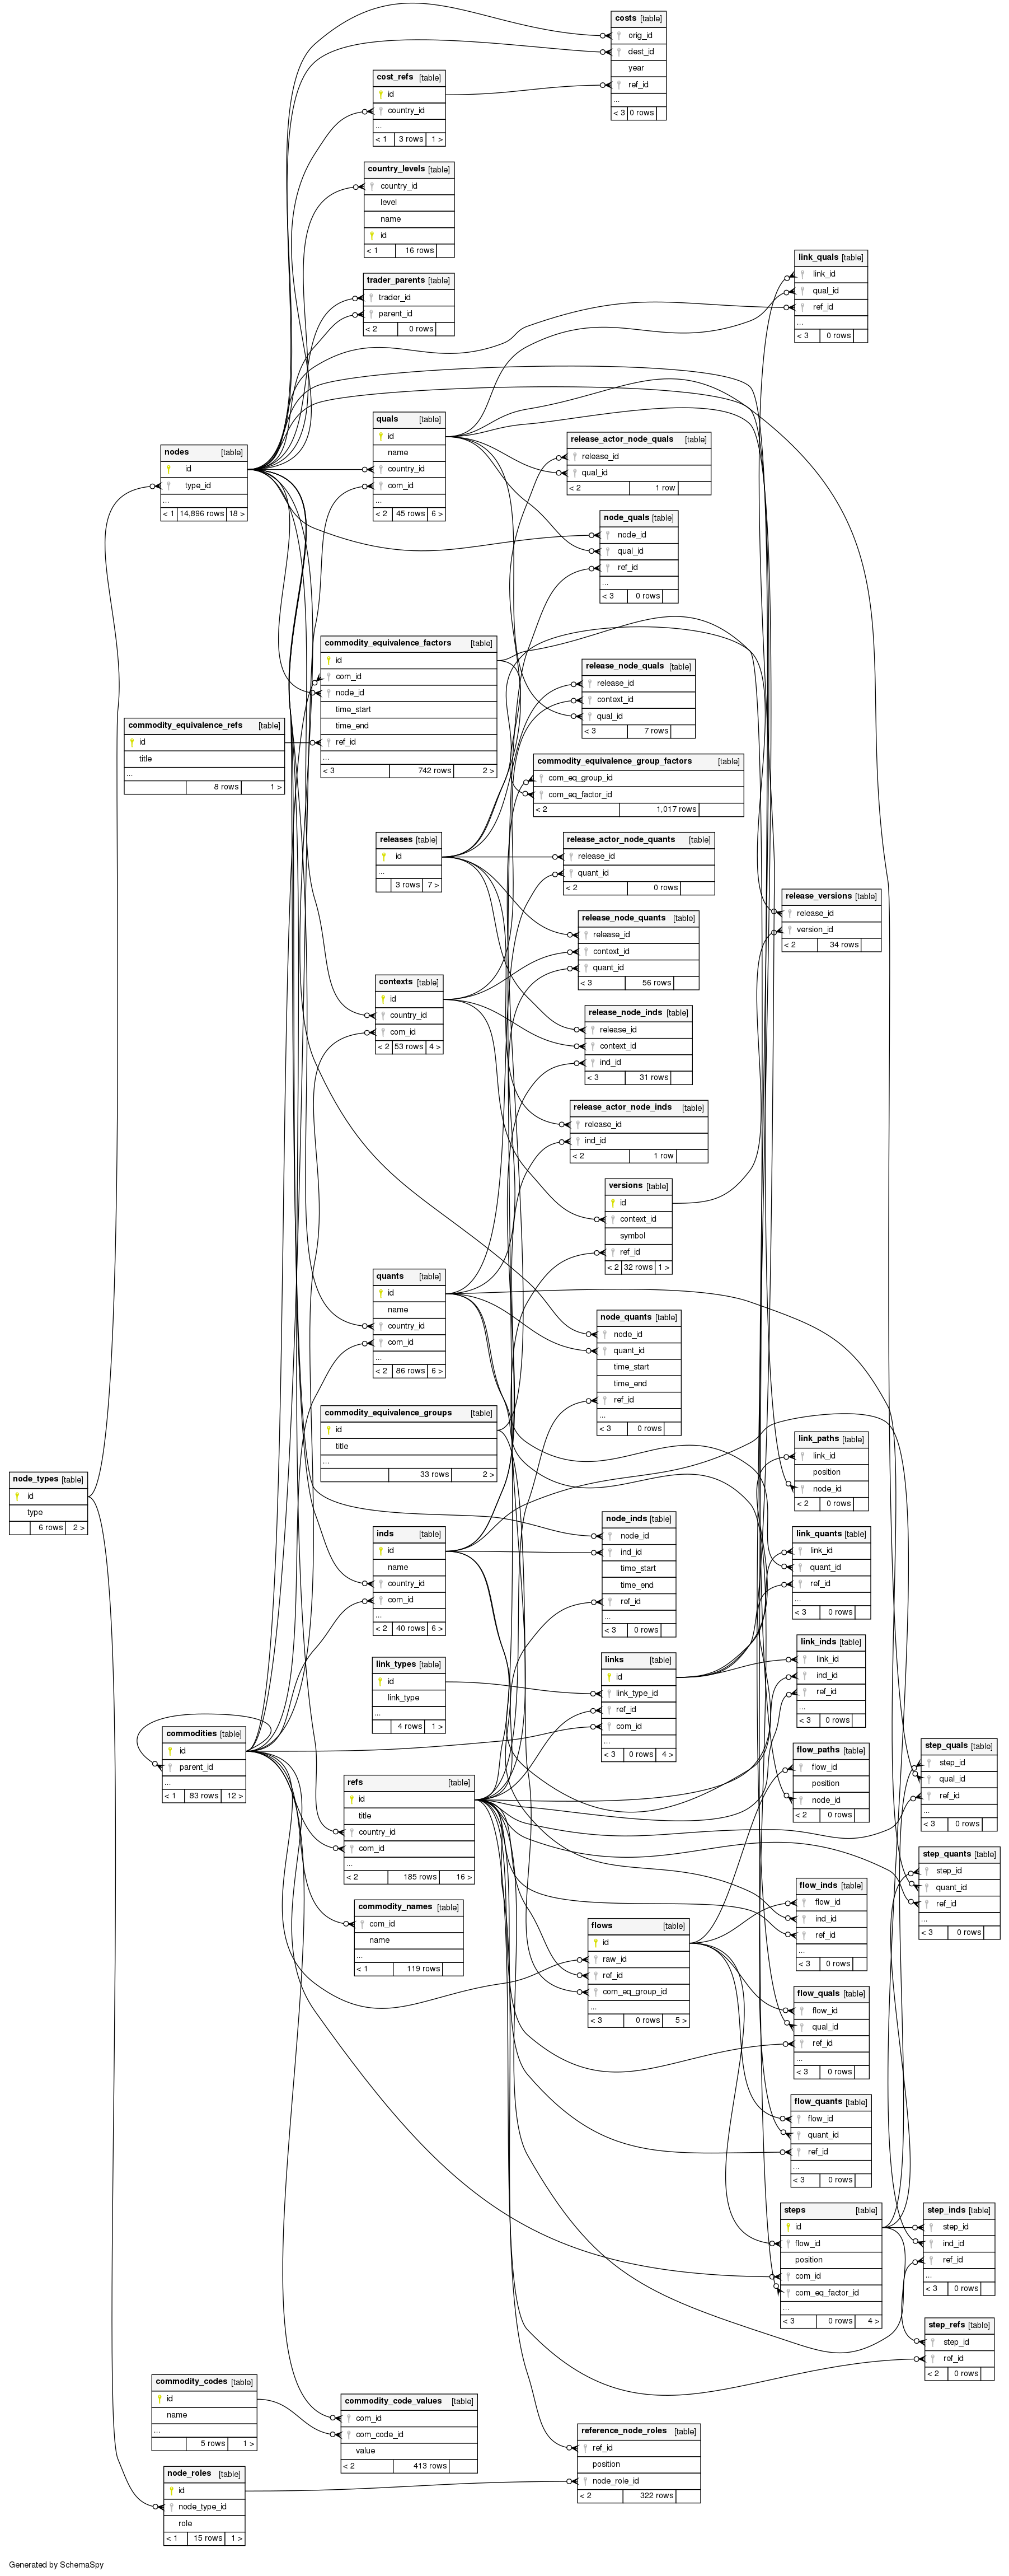 costs [table]
orig_id
dest_id
year
ref_id
...
< 3 0 rows
cost_refs [table]
id
country_id
...
< 1 3 rows 1 >
country_levels [table]
country_id
level
name
id
< 1 16 rows
trader_parents [table]
trader_id
parent_id
< 2 0 rows
link_quals [table]
link_id
qual_id
ref_id
...
< 3 0 rows
quals [table]
id
name
country_id
com_id
...
< 2 45 rows 6 >
nodes [table]
id
type_id
...
< 1 14,896 rows 18 >
release_actor_node_quals [table]
release_id
qual_id
< 2 1 row
node_quals [table]
node_id
qual_id
ref_id
...
< 3 0 rows
commodity_equivalence_factors [table]
id
com_id
node_id
time_start
time_end
ref_id
...
< 3 742 rows 2 >
commodity_equivalence_refs [table]
id
title
...
8 rows 1 >
release_node_quals [table]
release_id
context_id
qual_id
< 3 7 rows
commodity_equivalence_group_factors [table]
com_eq_group_id
com_eq_factor_id
< 2 1,017 rows
releases [table]
id
...
3 rows 7 >
release_actor_node_quants [table]
release_id
quant_id
< 2 0 rows
release_versions [table]
release_id
version_id
< 2 34 rows
release_node_quants [table]
release_id
context_id
quant_id
< 3 56 rows
contexts [table]
id
country_id
com_id
< 2 53 rows 4 >
release_node_inds [table]
release_id
context_id
ind_id
< 3 31 rows
release_actor_node_inds [table]
release_id
ind_id
< 2 1 row
versions [table]
id
context_id
symbol
ref_id
< 2 32 rows 1 >
quants [table]
id
name
country_id
com_id
...
< 2 86 rows 6 >
node_quants [table]
node_id
quant_id
time_start
time_end
ref_id
...
< 3 0 rows
commodity_equivalence_groups [table]
id
title
...
33 rows 2 >
link_paths [table]
link_id
position
node_id
< 2 0 rows
node_types [table]
id
type
6 rows 2 >
inds [table]
id
name
country_id
com_id
...
< 2 40 rows 6 >
node_inds [table]
node_id
ind_id
time_start
time_end
ref_id
...
< 3 0 rows
link_quants [table]
link_id
quant_id
ref_id
...
< 3 0 rows
link_inds [table]
link_id
ind_id
ref_id
...
< 3 0 rows
link_types [table]
id
link_type
...
4 rows 1 >
links [table]
id
link_type_id
ref_id
com_id
...
< 3 0 rows 4 >
commodities [table]
id
parent_id
...
< 1 83 rows 12 >
flow_paths [table]
flow_id
position
node_id
< 2 0 rows
step_quals [table]
step_id
qual_id
ref_id
...
< 3 0 rows
refs [table]
id
title
country_id
com_id
...
< 2 185 rows 16 >
step_quants [table]
step_id
quant_id
ref_id
...
< 3 0 rows
flow_inds [table]
flow_id
ind_id
ref_id
...
< 3 0 rows
commodity_names [table]
com_id
name
...
< 1 119 rows
flows [table]
id
raw_id
ref_id
com_eq_group_id
...
< 3 0 rows 5 >
flow_quals [table]
flow_id
qual_id
ref_id
...
< 3 0 rows
flow_quants [table]
flow_id
quant_id
ref_id
...
< 3 0 rows
steps [table]
id
flow_id
position
com_id
com_eq_factor_id
...
< 3 0 rows 4 >
step_inds [table]
step_id
ind_id
ref_id
...
< 3 0 rows
step_refs [table]
step_id
ref_id
< 2 0 rows
commodity_codes [table]
id
name
...
5 rows 1 >
commodity_code_values [table]
com_id
com_code_id
value
< 2 413 rows
reference_node_roles [table]
ref_id
position
node_role_id
< 2 322 rows
node_roles [table]
id
node_type_id
role
< 1 15 rows 1 >
Generated by SchemaSpy